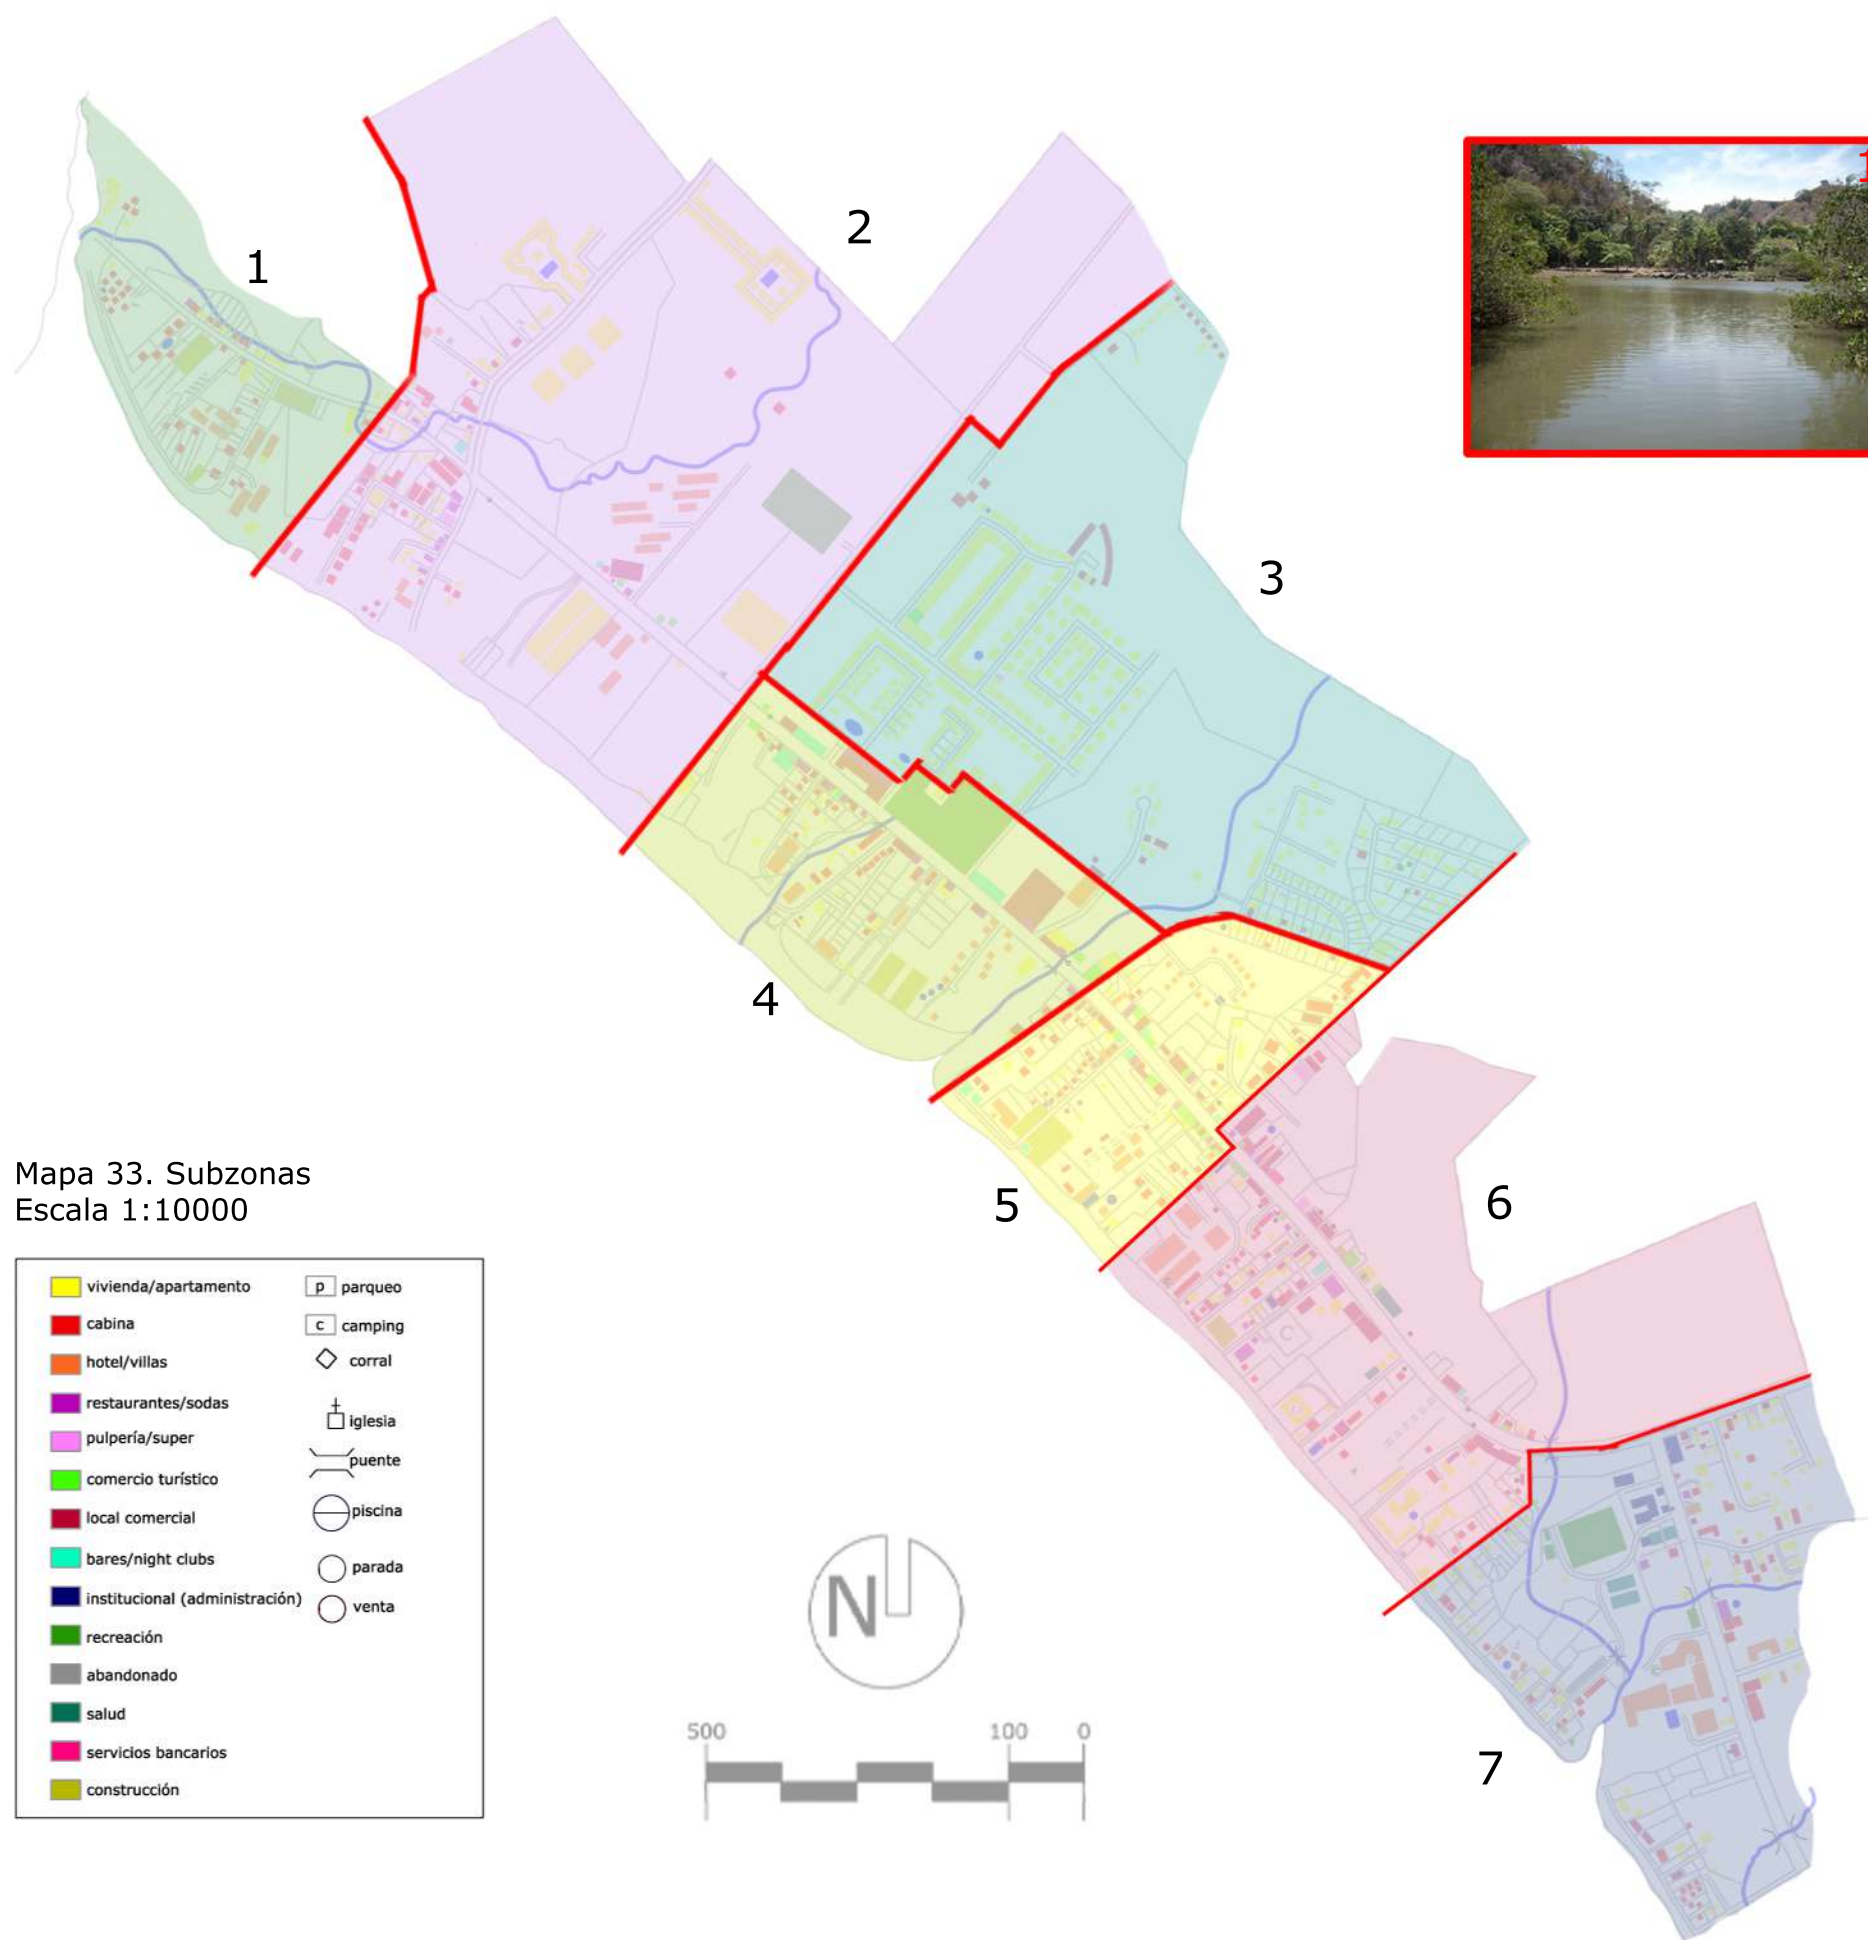 1
2
1
3
4
5
6
7
Mapa 33. Subzonas
Escala 1:10000
vivienda/apartamento
cabina
hotel/villas
restaurantes/sodas
pulpería/super
comercio turístico
local comercial
bares/night clubs
institucional (administración)
recreación
abandonado
salud
servicios bancarios
construcción
p parqueo
c camping
corral
iglesia
puente
piscina
parada
venta
C
N
500 100 0